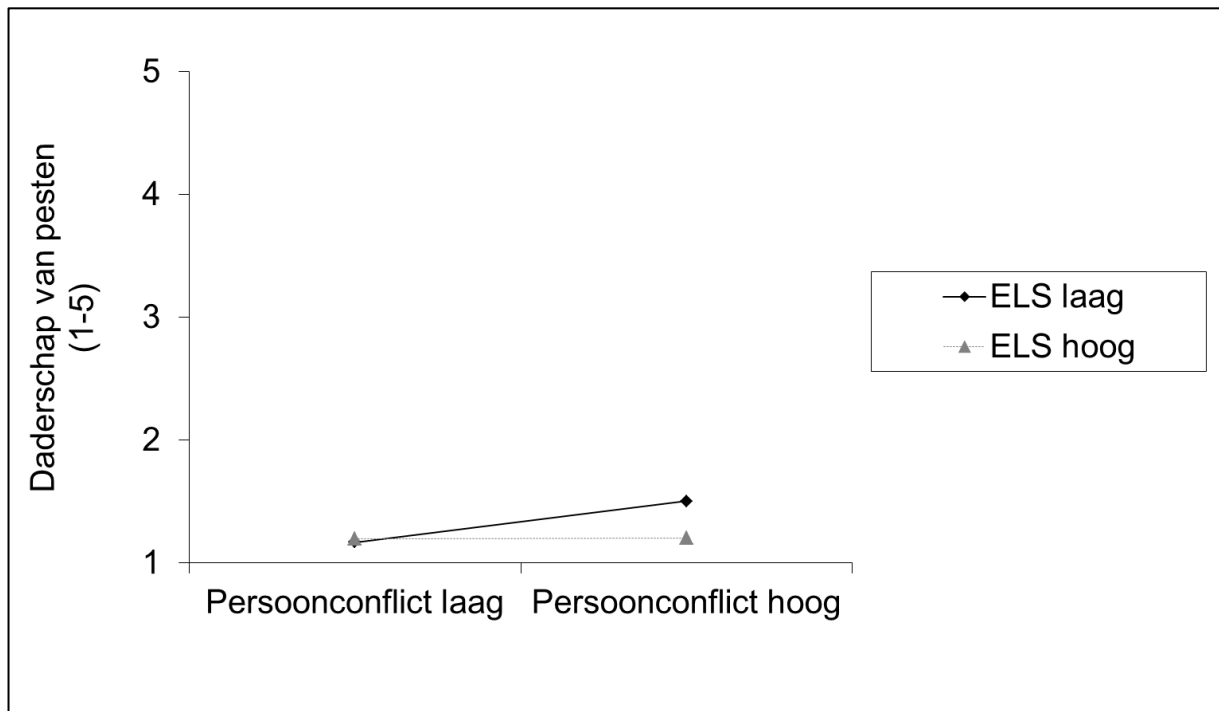 Daderschap van pesten
(1-5)
5
4
3
2
1
Persoonconflict laag
Persoonconflict hoog
ELS laag
ELS hoog